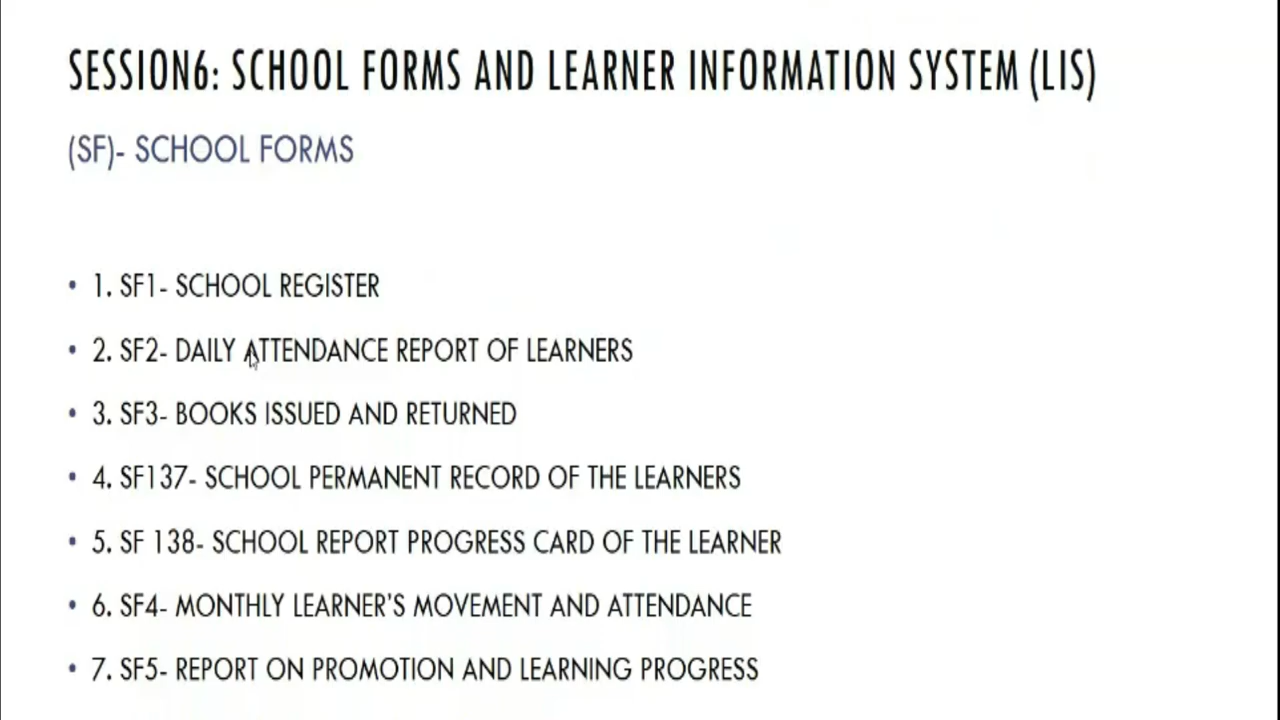 SESSION6: SCHOOL FORMS AND LEARNER INFORMATION SYSTEM (LIS)
(SF)- SCHOOL FORMS
• 1. SF1- SCHOOL REGISTER
• 2. SF2- DAILY ATTENDANCE REPORT OF LEARNERS
• 3. SF3- BOOKS ISSUED AND RETURNED
• 4. SF137- SCHOOL PERMANENT RECORD OF THE LEARNERS
• 5. SF 138- SCHOOL REPORT PROGRESS CARD OF THE LEARNER
• 6. SF4- MONTHLY LEARNER'S MOVEMENT AND ATTENDANCE
• 7. SF5- REPORT ON PROMOTION AND LEARNING PROGRESS